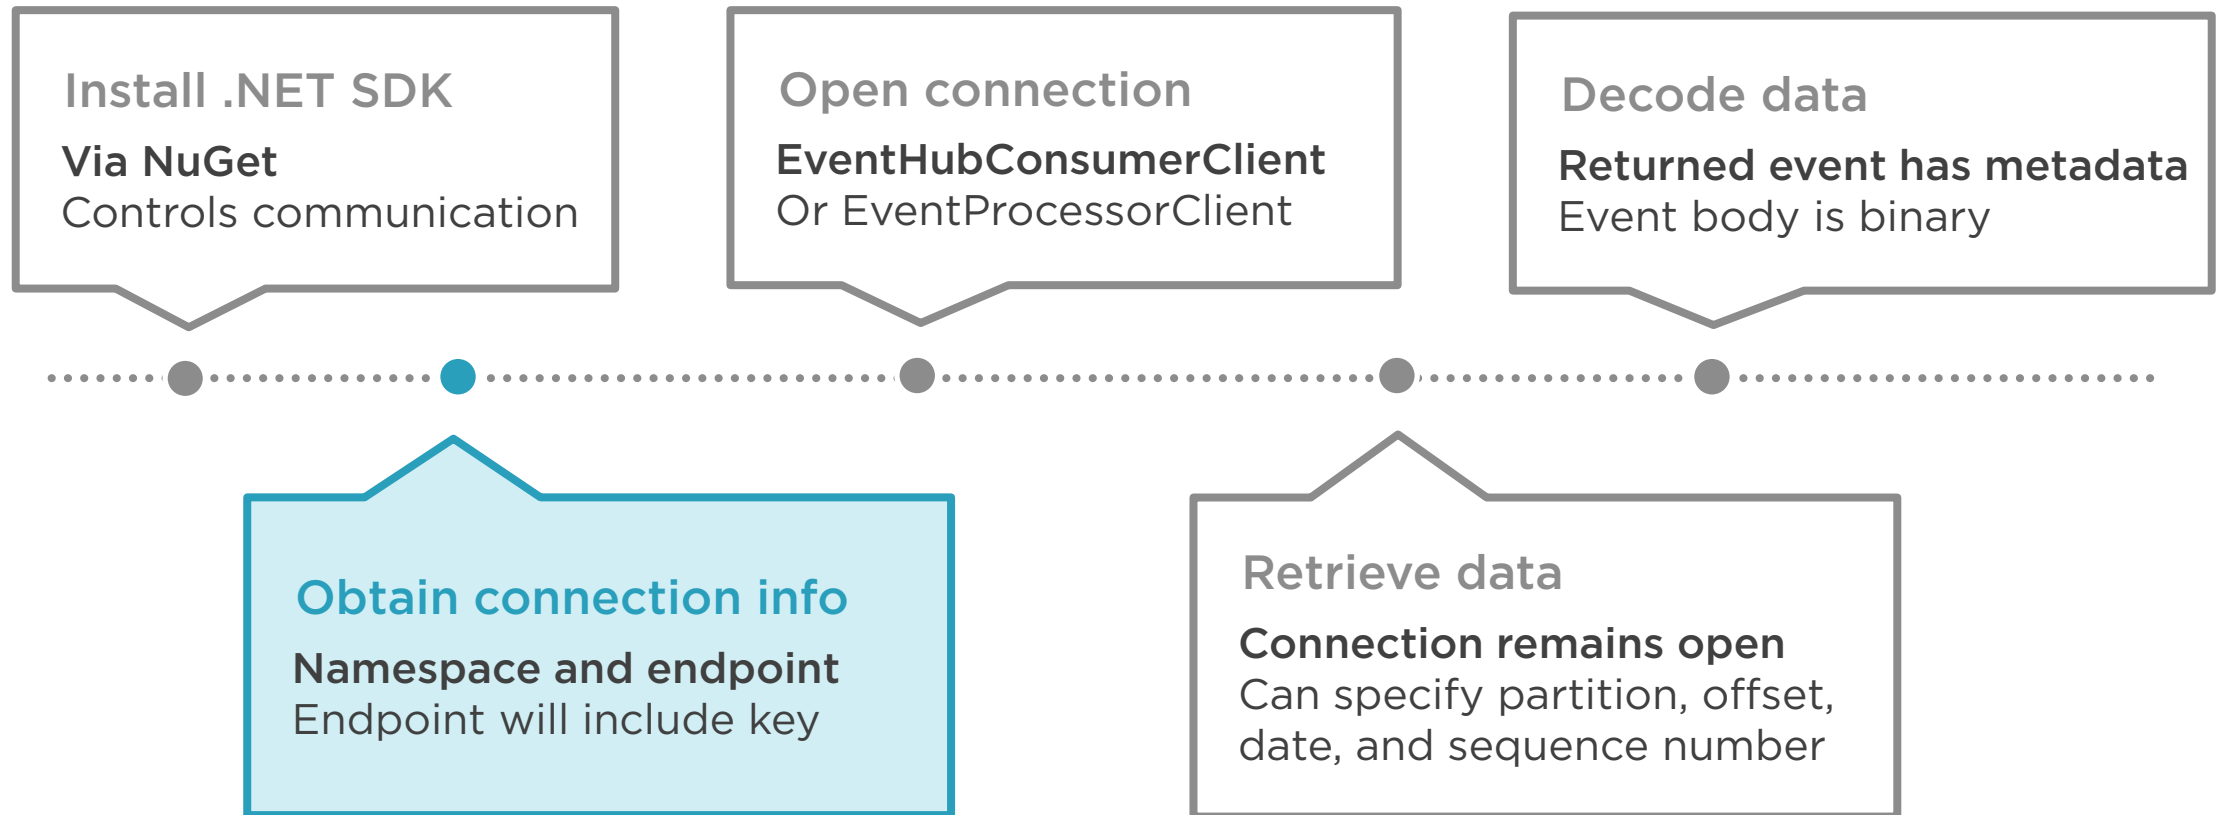 Install .NET SDK
Via NuGet
Controls communication
Obtain connection info
Namespace and endpoint
Endpoint will include key
Open connection
EventHubConsumerClient
Or EventProcessorClient
Retrieve data
Connection remains open
Can specify partition, offset,
date, and sequence number
Decode data
Returned event has metadata
Event body is binary